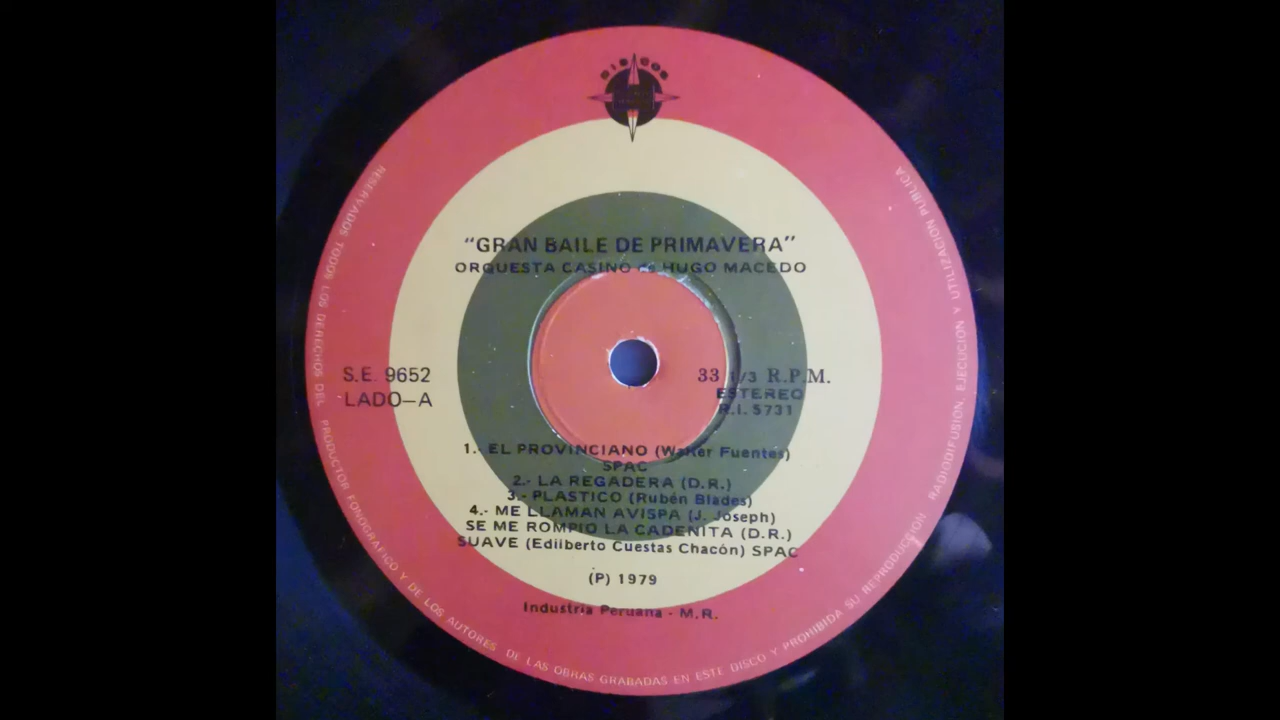 DISCOS
"GRAN BAILE DE PRIMAVERA"
ORQUESTA CASINO de HUGO MACEDO
S.E. 9652
LADO-A
33 1/3 R.P.M.
ESTEREO
R.I. 5731
1.- EL PROVINCIANO (Walter Fuentes)
SPAC
2.- LA REGADERA (D.R.)
3.- PLASTICO (Rubén Blades)
4.- ME LLAMAN AVISPA (J. Joseph)
SE ME ROMPIO LA CADENITA (D.R.)
SUAVE (Edilberto Cuestas Chacón) SPAC
(P) 1979
Industria Peruana - M.R.
RESERVADOS TODOS LOS DERECHOS DEL PRODUCTOR FONOGRAFICO Y DE LOS AUTORES DE LAS OBRAS GRABADAS EN ESTE DISCO Y PROHIBIDA SU REPRODUCCION RADIODIFUSION, EJECUCION Y UTILIZACION PUBLICA